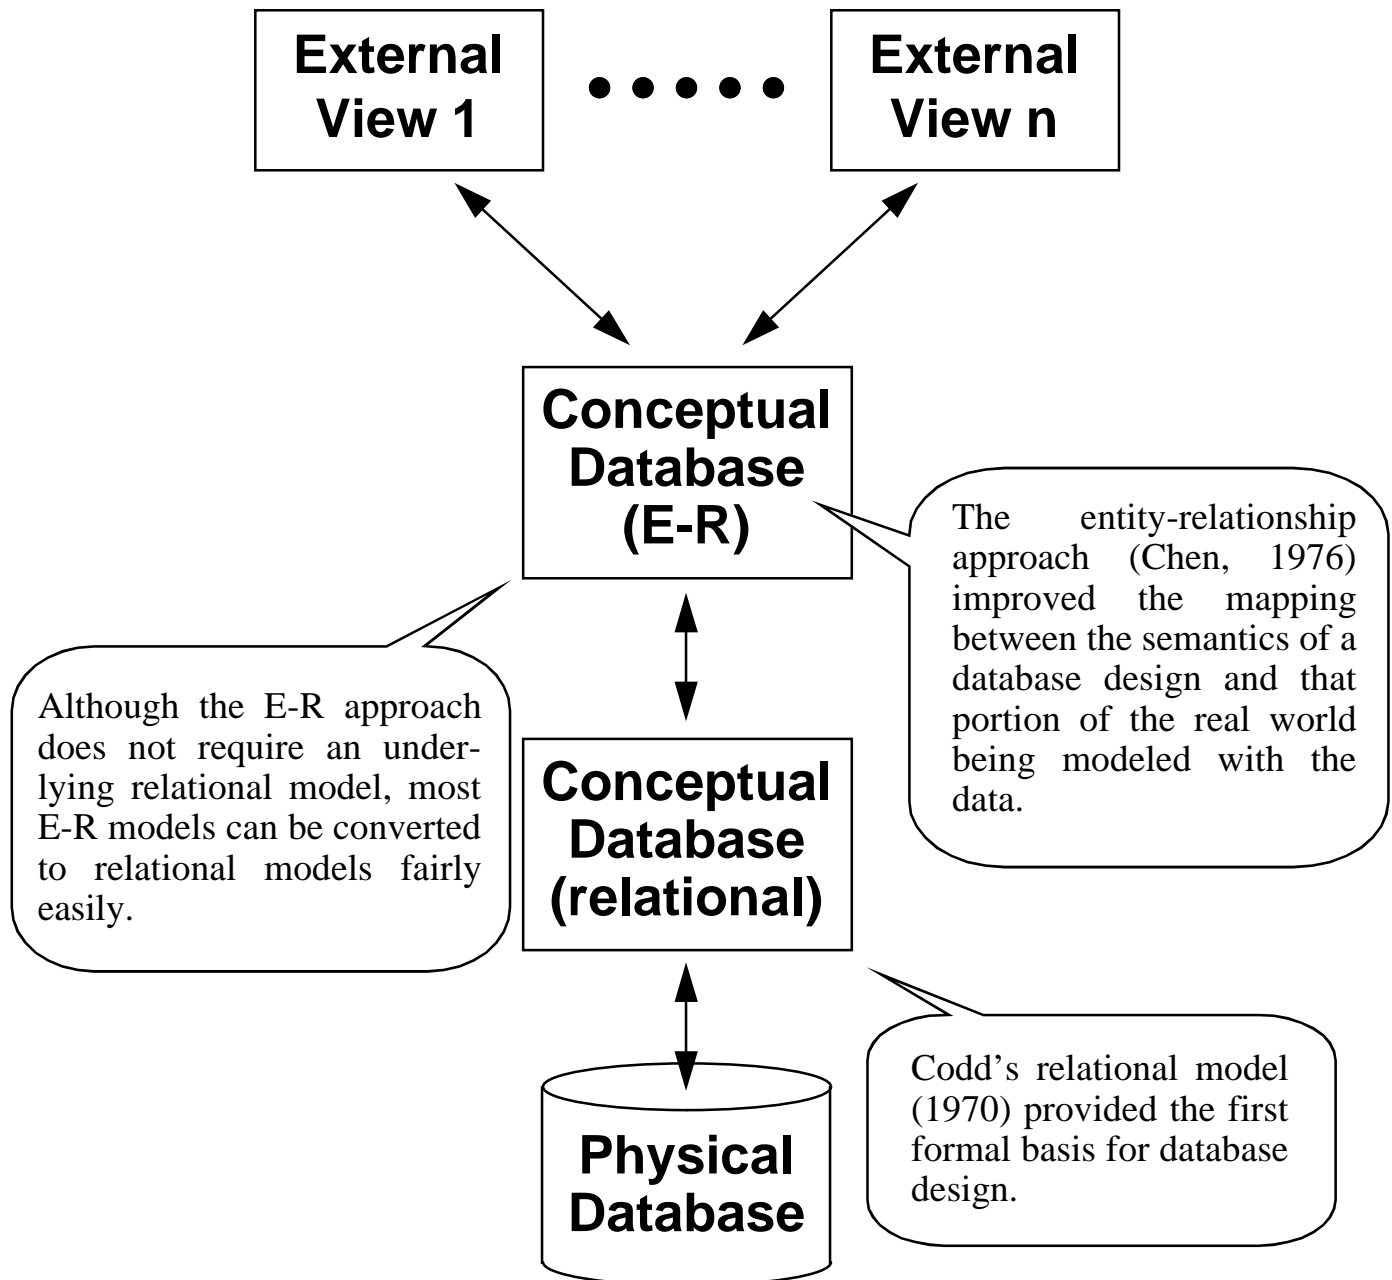 External
View 1
External
View n
Conceptual
Database
(E-R)
The entity-relationship
approach (Chen, 1976)
improved the mapping
between the semantics of a
database design and that
portion of the real world
being modeled with the
data.
Although the E-R approach
does not require an under-
lying relational model, most
E-R models can be converted
to relational models fairly
easily.
Conceptual
Database
(relational)
Codd’s relational model
(1970) provided the first
formal basis for database
design.
Physical
Database